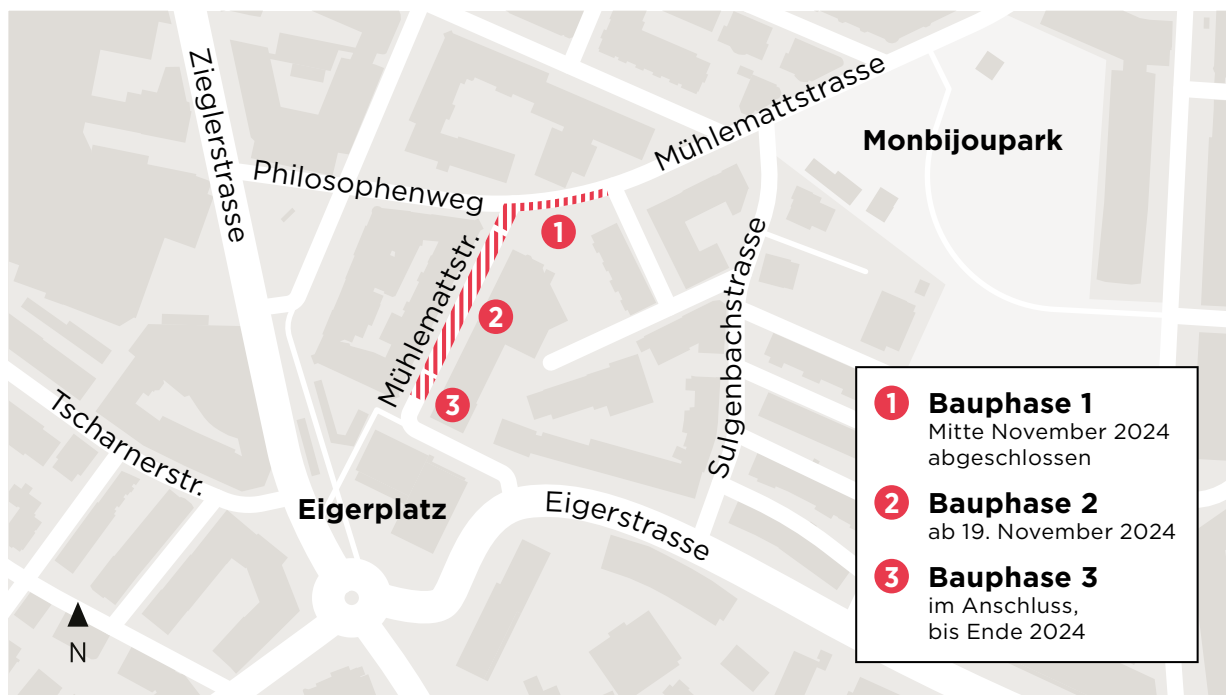 Zieglerstrasse
Mühlemattstrasse
Monbijoupark
Philosophenweg
1
Mühlemattstr.
2
Sulgenbachstrasse
3
Tscharnerstr.
Eigerplatz
Eigerstrasse
N
1 Bauphase 1
Mitte November 2024
abgeschlossen
2 Bauphase 2
ab 19. November 2024
3 Bauphase 3
im Anschluss,
bis Ende 2024